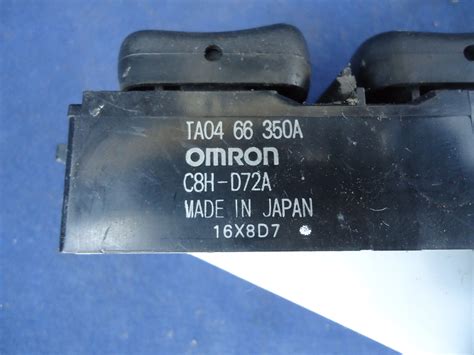 TA04 66 350A
OMRON
C8H-D72A
MADE IN JAPAN
16X8D7